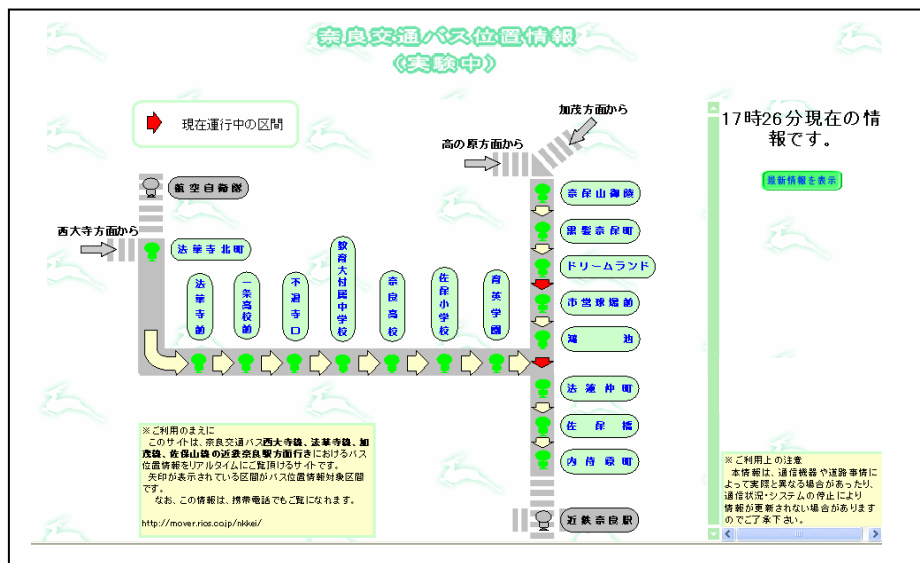 奈良交通バス位置情報
(実験中)
現在運行中の区間
加茂方面から
高の原方面から
航空自衛隊
西大寺方面から
法華寺北町
法華寺前
一条高校前
不退寺口
教育大付属中学校
奈良高校
佐保小学校
育英学園
奈保山御陵
黒髪奈保町
ドリームランド
市営球場前
鴻池
法蓮仲町
佐保橋
内侍原町
近鉄奈良駅
※ご利用のまえに
このサイトは、奈良交通バス西大寺線、法華寺線、加
茂線、佐保山線の近鉄奈良駅方面行きにおけるバス
位置情報をリアルタイムにご覧頂けるサイトです。
矢印が表示されている区間がバス位置情報対象区間
です。
なお、この情報は、携帯電話でもご覧になれます。
http://mover.rios.co.jp/nkkei/
17時26分現在の情
報です。
最新情報を表示
※ご利用上の注意
本情報は、通信機器や道路事情に
よって実際と異なる場合があったり、
通信状況・システムの停止により
情報が更新されない場合があります
のでご了承下さい。